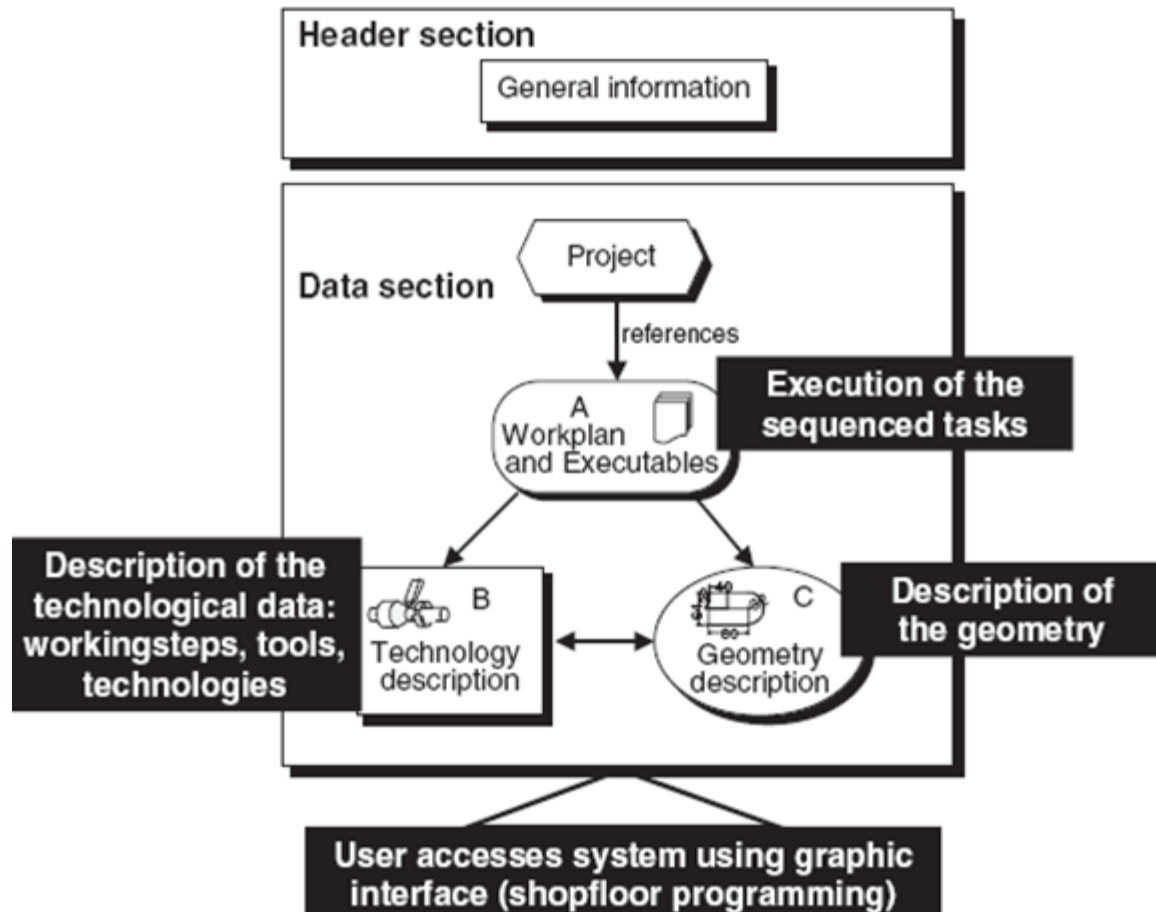 Header section
General information
Project
Data section
references
Execution of the
sequenced tasks
A
Workplan
and Executables
Description of the
technological data:
workingsteps, tools,
technologies
B
Technology
description
C
Geometry
description
Description of
the geometry
User accesses system using graphic
interface (shopfloor programming)